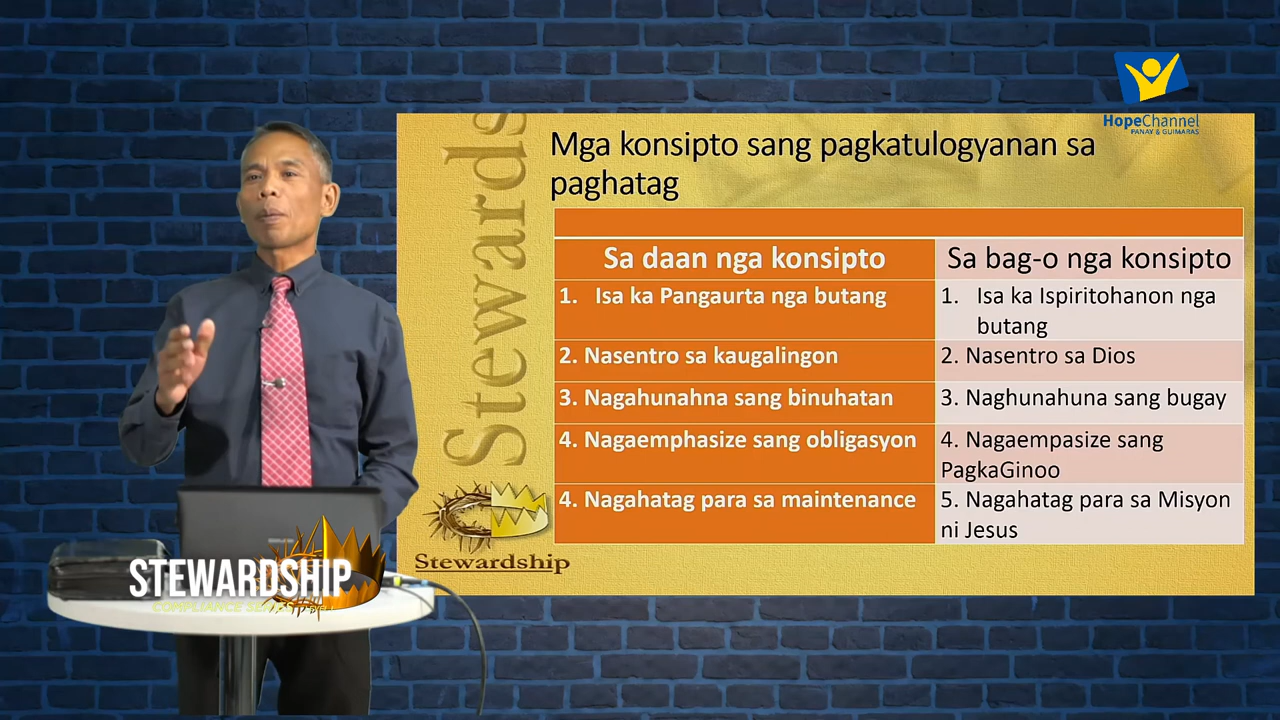 HopeChannel
PANAY & GUIMARAS
Stewards
Mga konsipto sang pagkatulogyanan sa
paghatag
Sa daan nga konsipto
Sa bag-o nga konsipto
1. Isa ka Pangaurta nga butang
1. Isa ka Ispiritohanon nga
butang
2. Nasentro sa kaugalingon
2. Nasentro sa Dios
3. Nagahunahna sang binuhatan
3. Naghunahuna sang bugay
4. Nagaemphasize sang obligasyon
4. Nagaempasize sang
PagkaGinoo
4. Nagahatag para sa maintenance
5. Nagahatag para sa Misyon
ni Jesus
Stewardship
STEWARDSHIP
COMPLIANCE